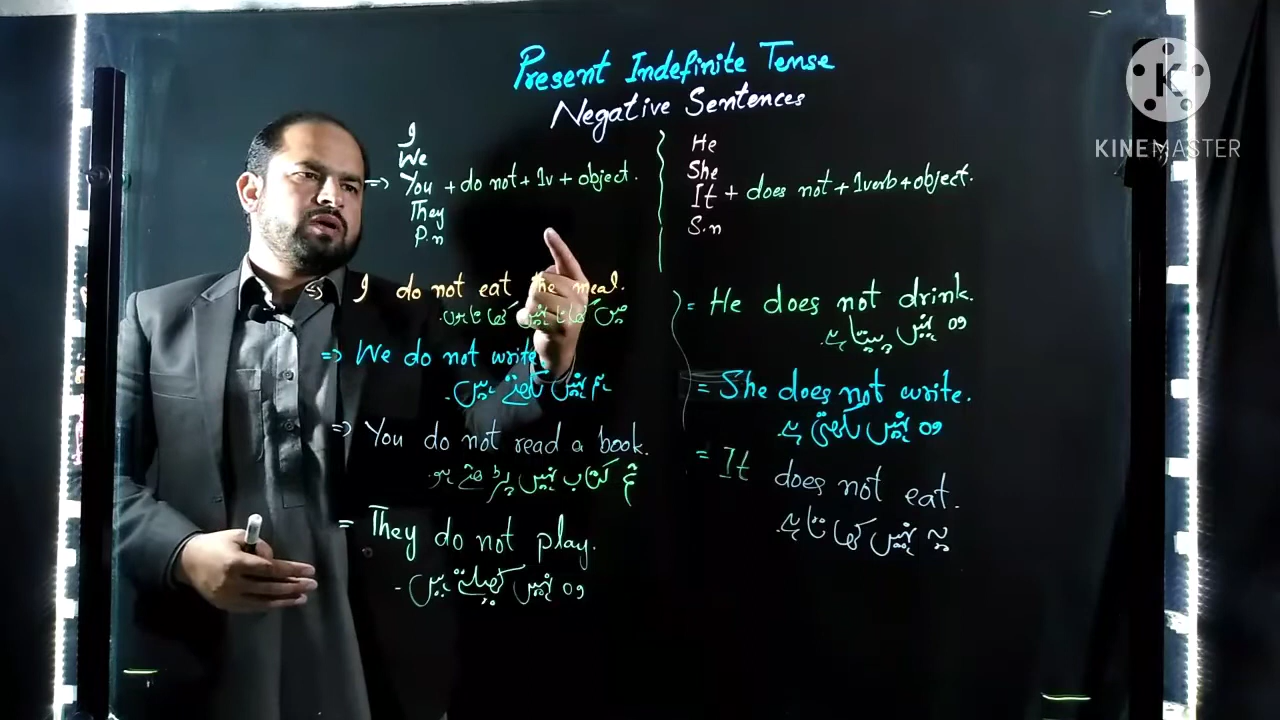 Present Indefinite Tense
Negative Sentences
I
We
=> You + do not + 1v + object.
They
P.n
=> I do not eat the meal.
میں کھانا نہیں کھاتا ہوں۔
=> We do not write
ہم نہیں لکھتے ہیں۔
=> You do not read a book.
تم کتاب نہیں پڑھتے ہو۔
= They do not play.
وہ نہیں کھیلتے ہیں۔
He
She
It + does not + 1verb + object.
S.n
= He does not drink.
وہ نہیں پیتا ہے۔
= She does not write.
وہ نہیں لکھتی ہے۔
= It does not eat.
یہ نہیں کھاتا ہے۔
K
KINEMASTER